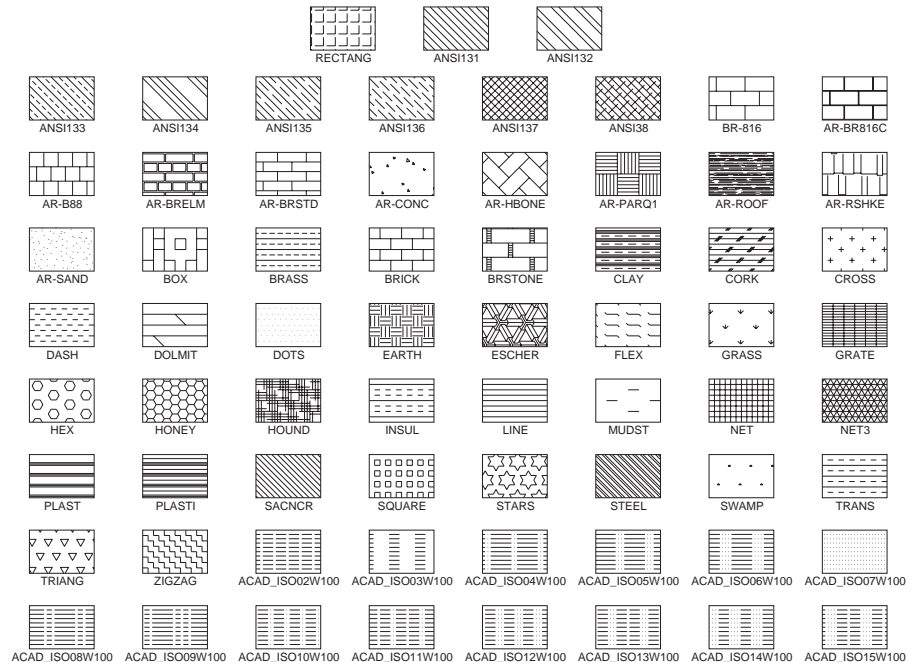 RECTANG ANSI131 ANSI132
ANSI133 ANSI134 ANSI135 ANSI136 ANSI137 ANSI38 BR-816 AR-BR816C
AR-B88 AR-BRELM AR-BRSTD AR-CONC AR-HBONE AR-PARQ1 AR-ROOF AR-RSHKE
AR-SAND BOX BRASS BRICK BRSTONE CLAY CORK CROSS
DASH DOLMIT DOTS EARTH ESCHER FLEX GRASS GRATE
HEX HONEY HOUND INSUL LINE MUDST NET NET3
PLAST PLASTI SACNCR SQUARE STARS STEEL SWAMP TRANS
TRIANG ZIGZAG ACAD_ISO02W100 ACAD_ISO03W100 ACAD_ISO04W100 ACAD_ISO05W100 ACAD_ISO06W100 ACAD_ISO07W100
ACAD_ISO08W100 ACAD_ISO09W100 ACAD_ISO10W100 ACAD_ISO11W100 ACAD_ISO12W100 ACAD_ISO13W100 ACAD_ISO14W100 ACAD_ISO15W100